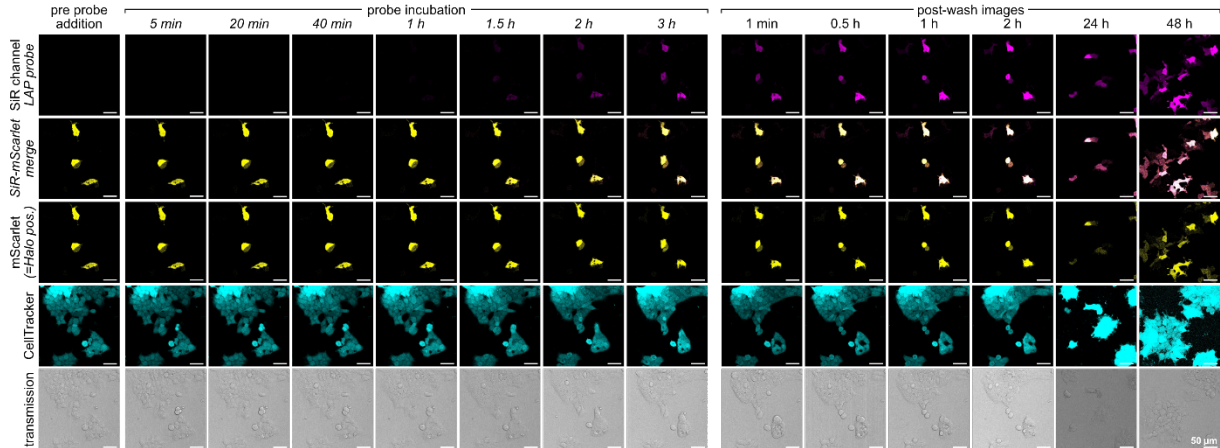 pre probe
addition
probe incubation
5 min
20 min
40 min
1 h
1.5 h
2 h
3 h
post-wash images
1 min
0.5 h
1 h
2 h
24 h
48 h
SiR channel
LAP probe
SiR-mScarlet
merge
mScarlet
(=Halo pos.)
CellTracker
transmission
50 µm